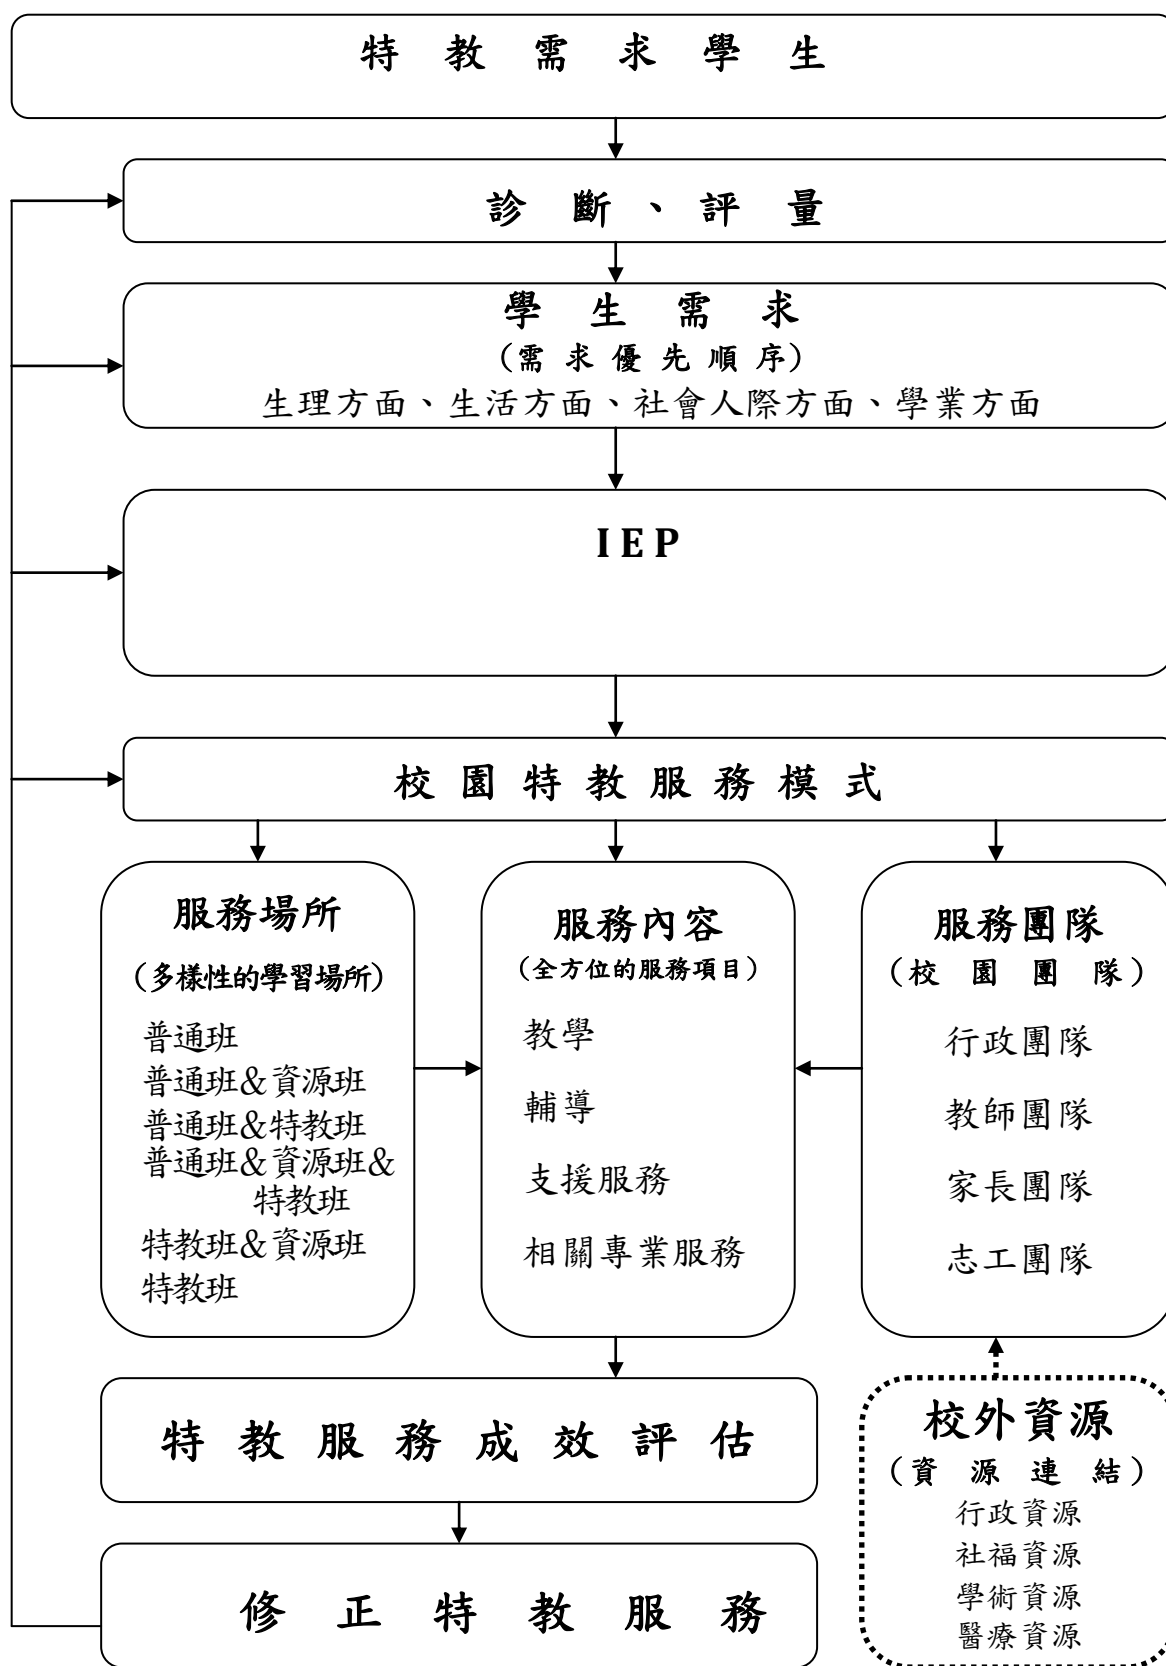 特教需求學生
診斷、評量
學生需求
(需求優先順序)
生理方面、生活方面、社會人際方面、學業方面
IEP
校園特教服務模式
服務場所
(多樣性的學習場所)
普通班
普通班&資源班
普通班&特教班
普通班&資源班&
特教班
特教班&資源班
特教班
服務內容
(全方位的服務項目)
教學
輔導
支援服務
相關專業服務
服務團隊
(校園團隊)
行政團隊
教師團隊
家長團隊
志工團隊
特教服務成效評估
修正特教服務
校外資源
(資源連結)
行政資源
社福資源
學術資源
醫療資源